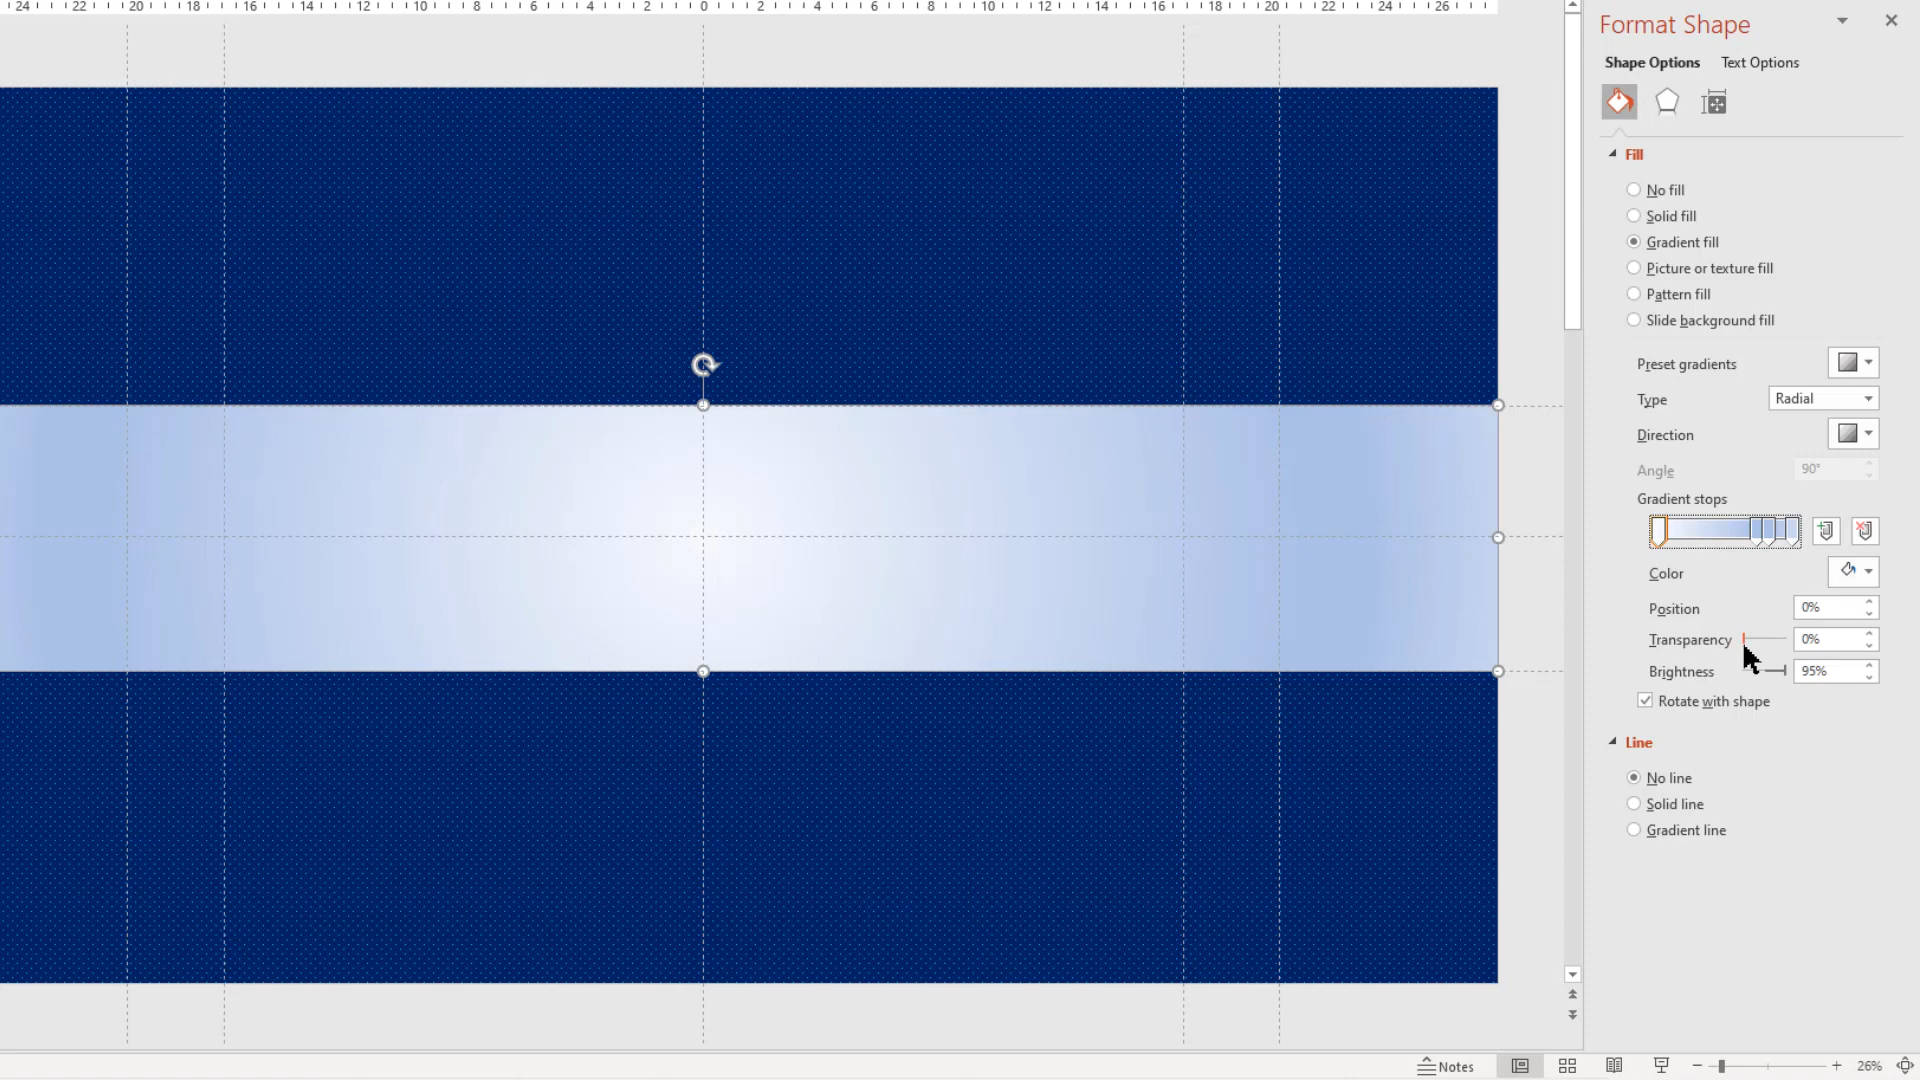 24 22 20 18 16 14 12 10 8 6 4 2 0 2 4 6 8 10 12 14 16 18 20 22 24 26
Format Shape
Shape Options Text Options
Fill
No fill
Solid fill
Gradient fill
Picture or texture fill
Pattern fill
Slide background fill
Preset gradients
Type Radial
Direction
Angle 90°
Gradient stops
Color
Position 0%
Transparency 0%
Brightness 95%
Rotate with shape
Line
No line
Solid line
Gradient line
Notes 26%